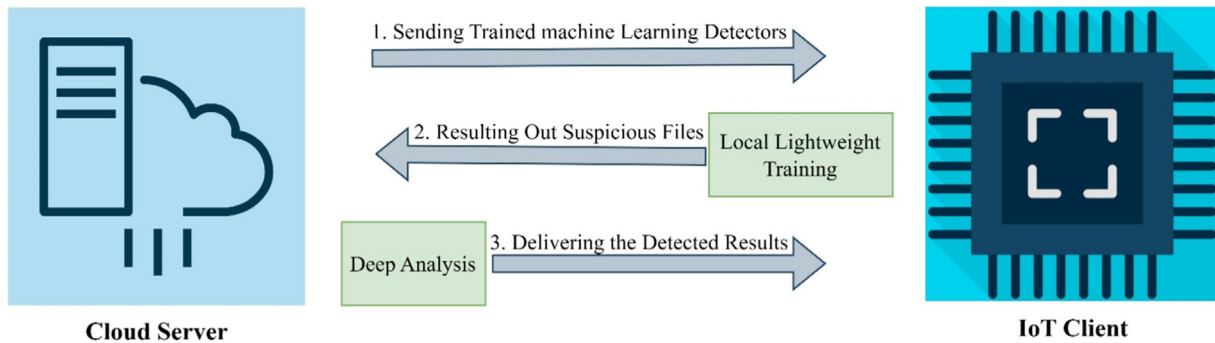 1. Sending Trained machine Learning Detectors
2. Resulting Out Suspicious Files
Local Lightweight
Training
3. Delivering the Detected Results
Deep Analysis
Cloud Server
IoT Client